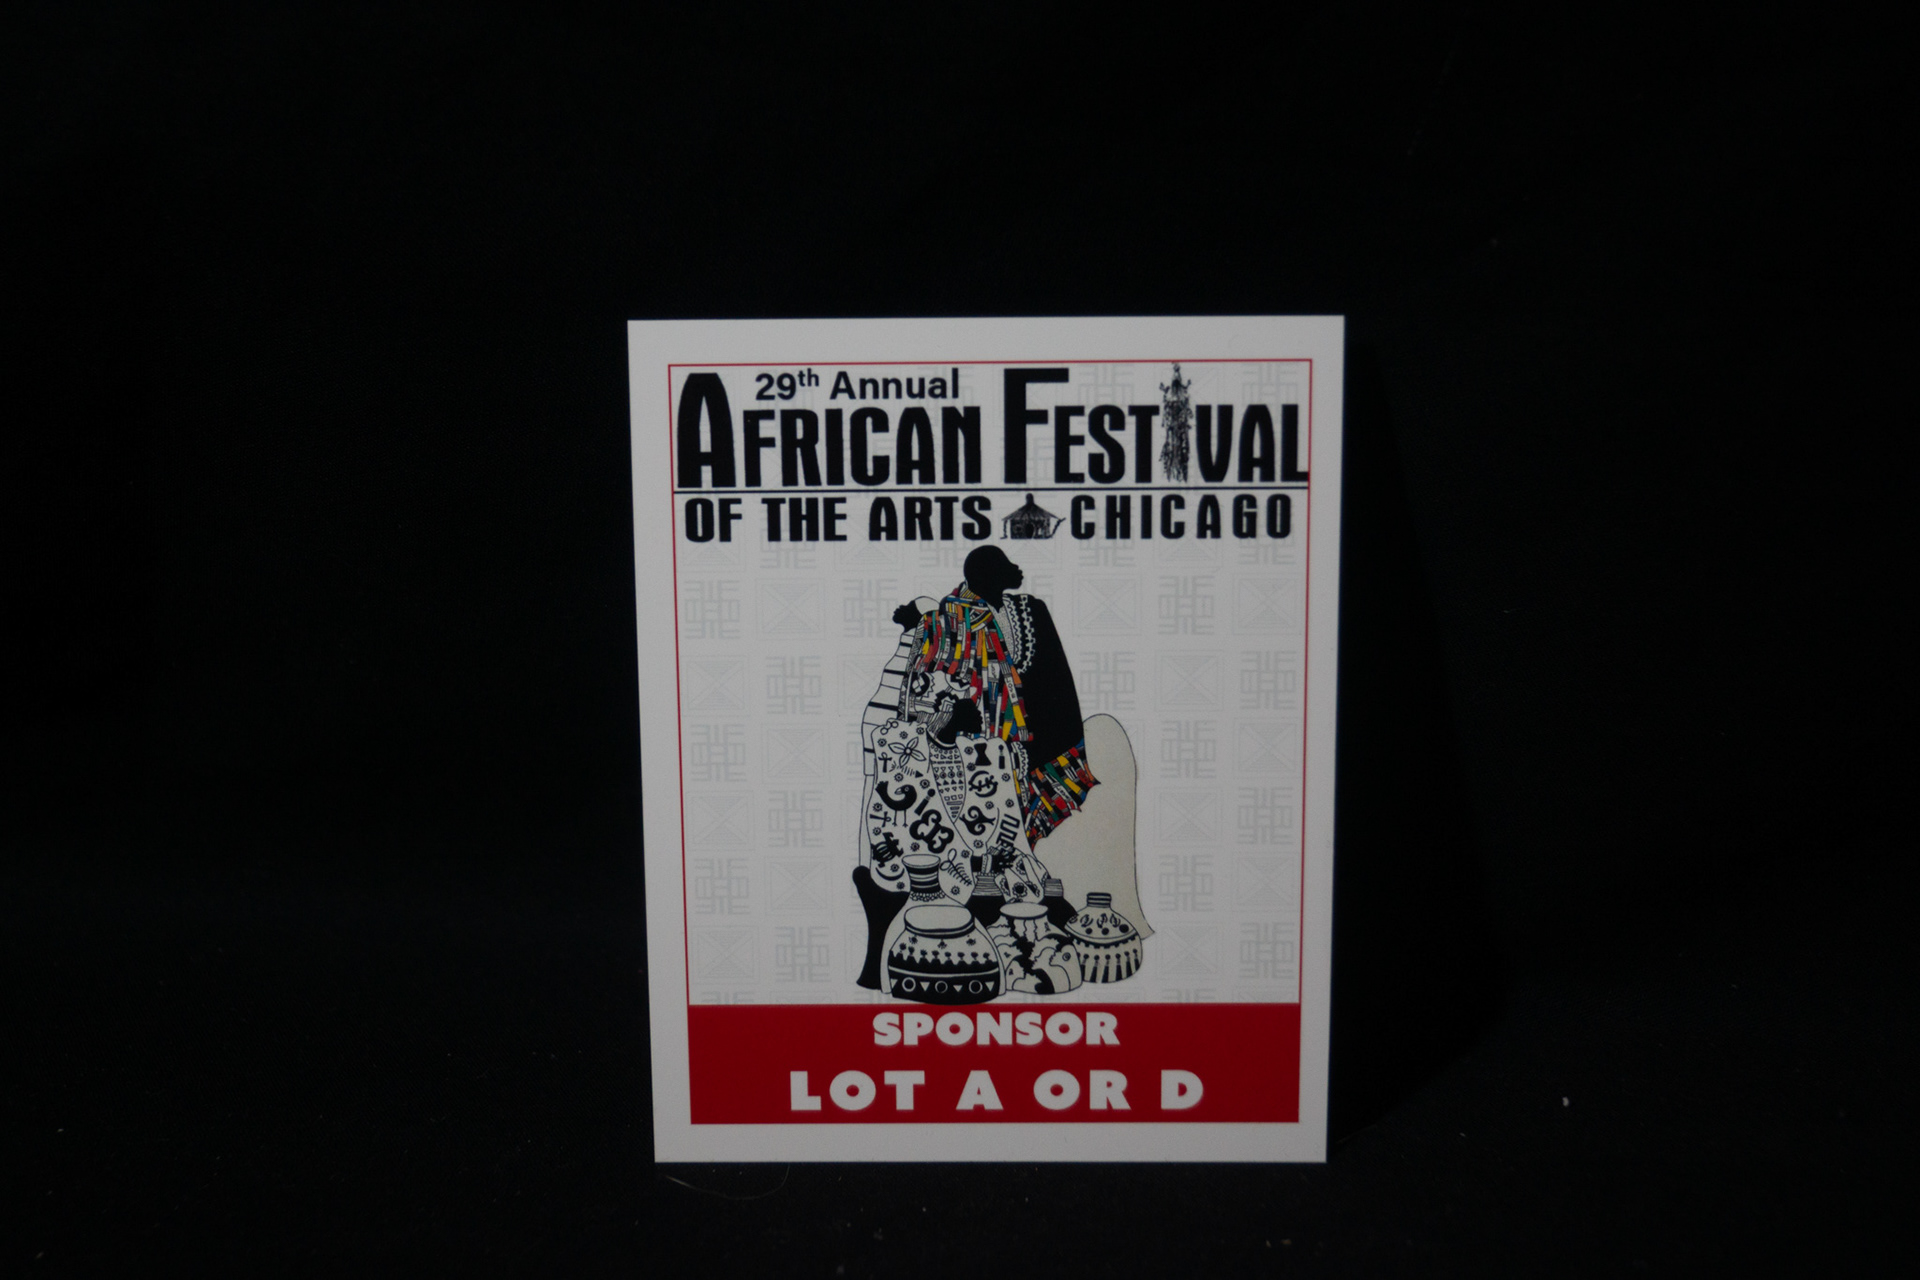 29th Annual
AFRICAN FESTIVAL
OF THE ARTS CHICAGO
SPONSOR
LOT A OR D